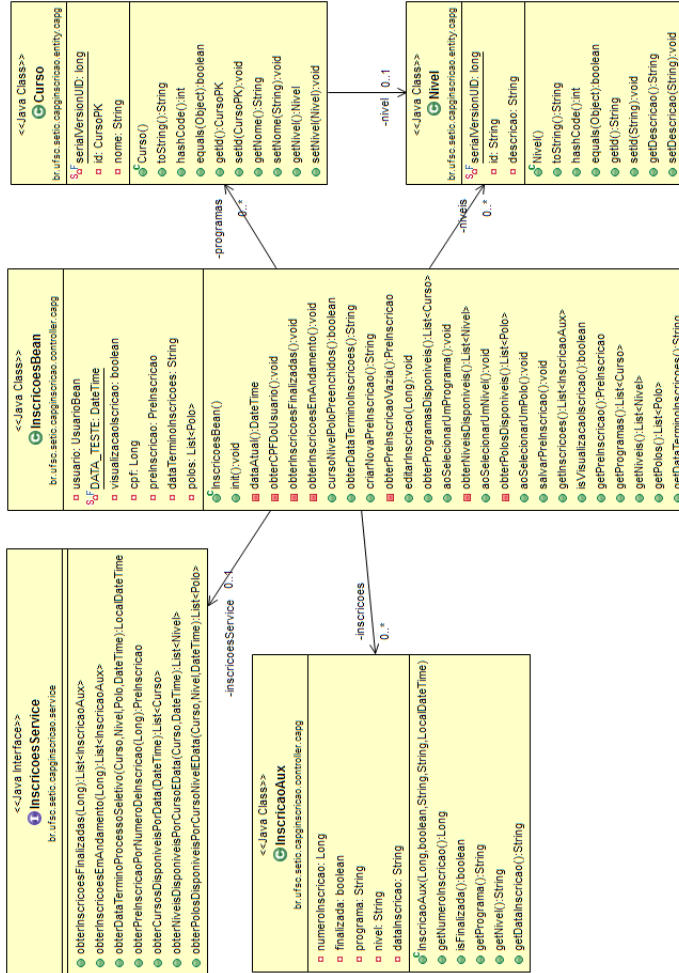 <<Java Interface>>
InscricoesService
br.ufsc.setic.capginscricao.service
obterInscricoesFinalizadas(Long):List<InscricaoAux>
obterInscricoesEmAndamento(Long):List<InscricaoAux>
obterDataTerminoProcessoSeletivo(Curso,Nivel,Polo,DateTime):LocalDateTime
obterPreInscricaoPorNumeroDeInscricao(Long):PreInscricao
obterCursosDisponiveisPorData(DateTime):List<Curso>
obterNiveisDisponiveisPorCursoEData(Curso,DateTime):List<Nivel>
obterPolosDisponiveisPorCursoNivelEData(Curso,Nivel,DateTime):List<Polo>
-inscricoesService 0..1
<<Java Class>>
InscricaoAux
br.ufsc.setic.capginscricao.controller.capg
numeroInscricao: Long
finalizada: boolean
programa: String
nivel: String
dataInscricao: String
InscricaoAux(Long,boolean,String,String,LocalDateTime)
getNumeroInscricao():Long
isFinalizada():boolean
getPrograma():String
getNivel():String
getDataInscricao():String
-inscricoes
0..*
<<Java Class>>
InscricoesBean
br.ufsc.setic.capginscricao.controller.capg
usuario: UsuarioBean
DATA_TESTE: DateTime
visualizacaoIscricao: boolean
cpf: Long
preInscricao: PreInscricao
dataTerminoInscricoes: String
polos: List<Polo>
InscricoesBean()
init():void
dataAtual():DateTime
obterCPFDoUsuario():void
obterInscricoesFinalizadas():void
obterInscricoesEmAndamento():void
cursoNivelPoloPreenchidos():boolean
obterDataTerminoInscricoes():String
criarNovaPreInscricao():String
obterPreInscricaoVazia():PreInscricao
editarInscricao(Long):void
obterProgramasDisponiveis():List<Curso>
aoSelecionarUmPrograma():void
obterNiveisDisponiveis():List<Nivel>
aoSelecionarUmNivel():void
obterPolosDisponiveis():List<Polo>
aoSelecionarUmPolo():void
salvarPreInscricao():void
getInscricoes():List<InscricaoAux>
isVisualizacaoIscricao():boolean
getPreInscricao():PreInscricao
getProgramas():List<Curso>
getNiveis():List<Nivel>
getPolos():List<Polo>
getDataTerminoInscricoes():String
-programas
0..*
-niveis
0..*
<<Java Class>>
Curso
br.ufsc.setic.capginscricao.entity.capg
serialVersionUID: long
id: CursoPK
nome: String
Curso()
toString():String
hashCode():int
equals(Object):boolean
getId():CursoPK
setId(CursoPK):void
getNome():String
setNome(String):void
getNivel():Nivel
setNivel(Nivel):void
-nivel 0..1
<<Java Class>>
Nivel
br.ufsc.setic.capginscricao.entity.capg
serialVersionUID: long
id: String
descricao: String
Nivel()
toString():String
hashCode():int
equals(Object):boolean
getId():String
setId(String):void
getDescricao():String
setDescricao(String):void